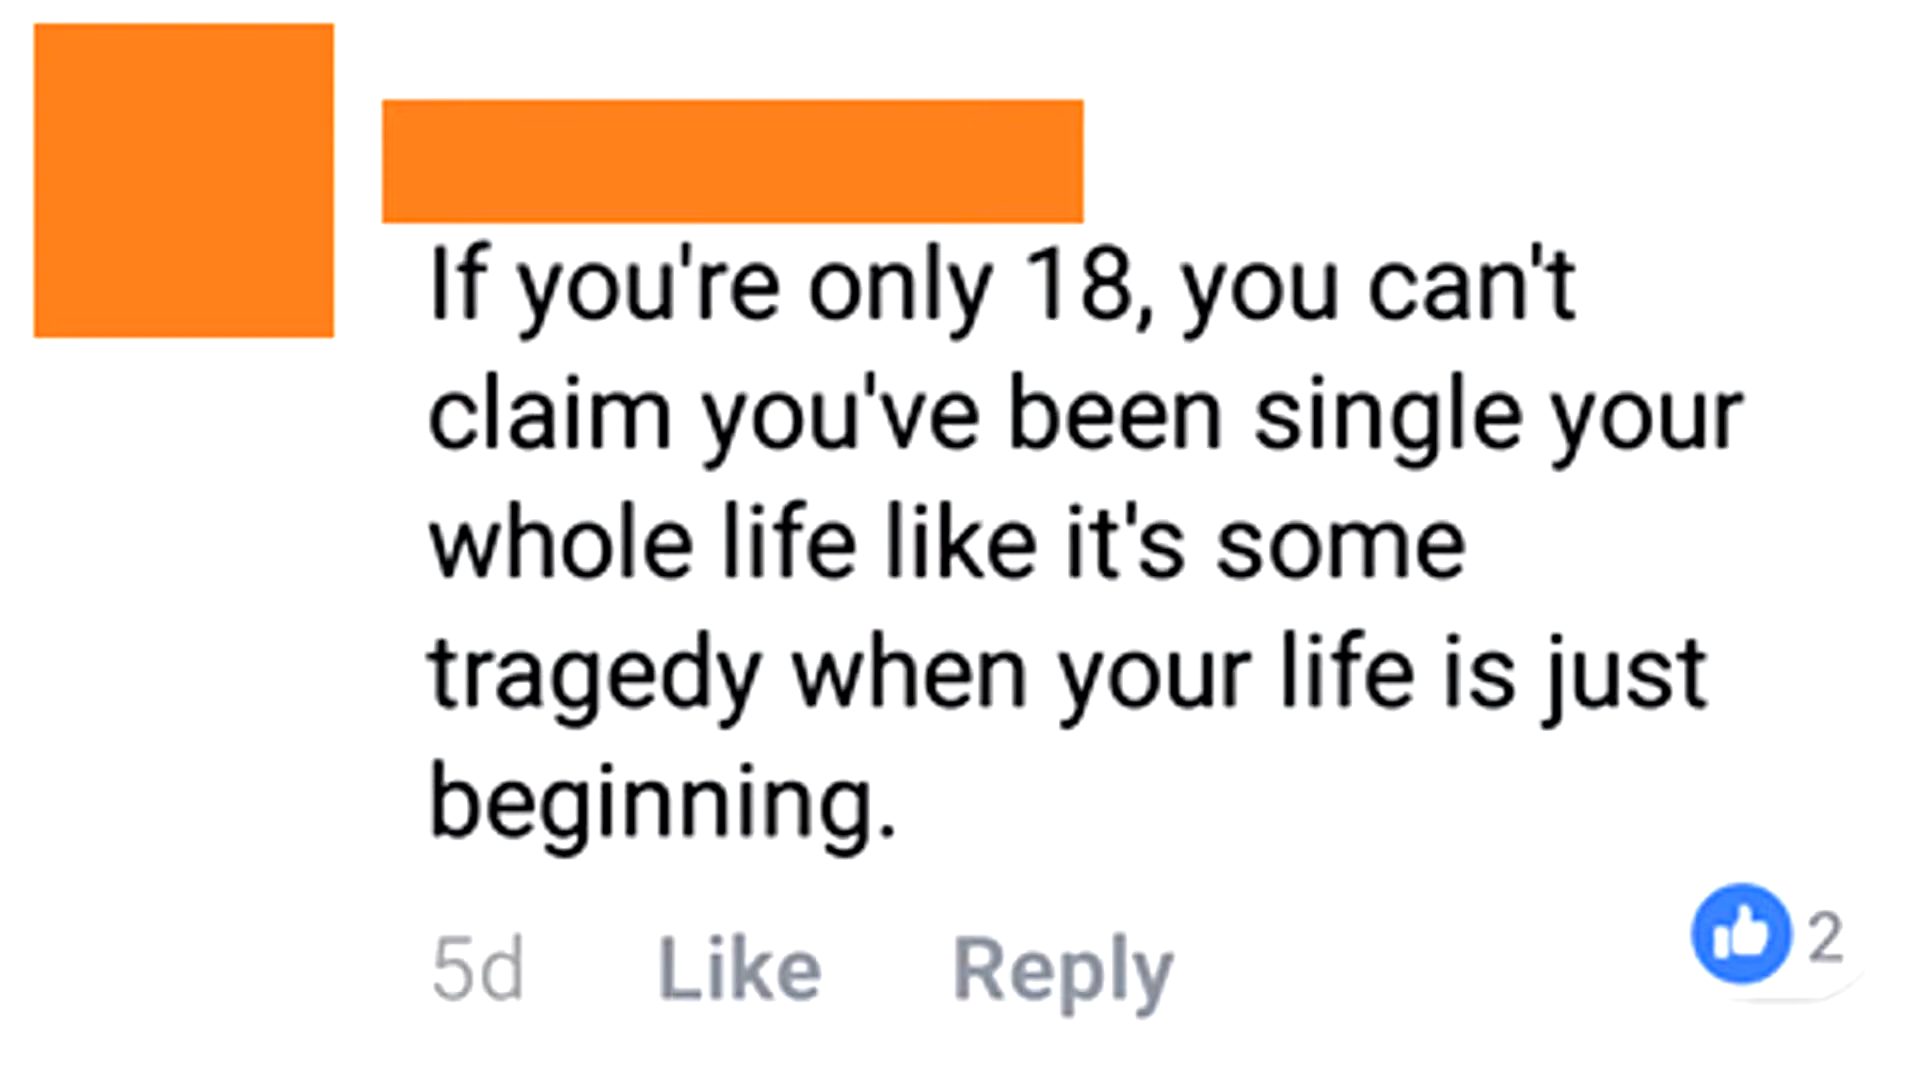 If you're only 18, you can't
claim you've been single your
whole life like it's some
tragedy when your life is just
beginning.
5d Like Reply 2